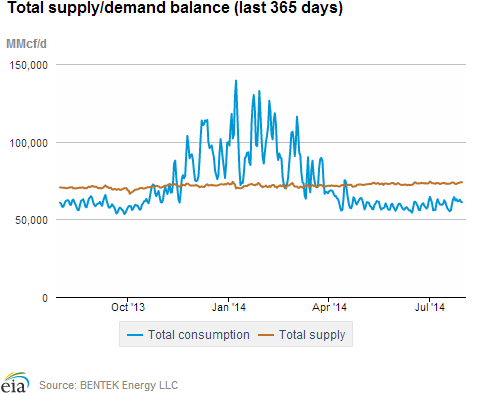 Total supply/demand balance (last 365 days)
MMcf/d
150,000
100,000
50,000
0
Oct '13 Jan '14 Apr '14 Jul '14
Total consumption Total supply
eia Source: BENTEK Energy LLC